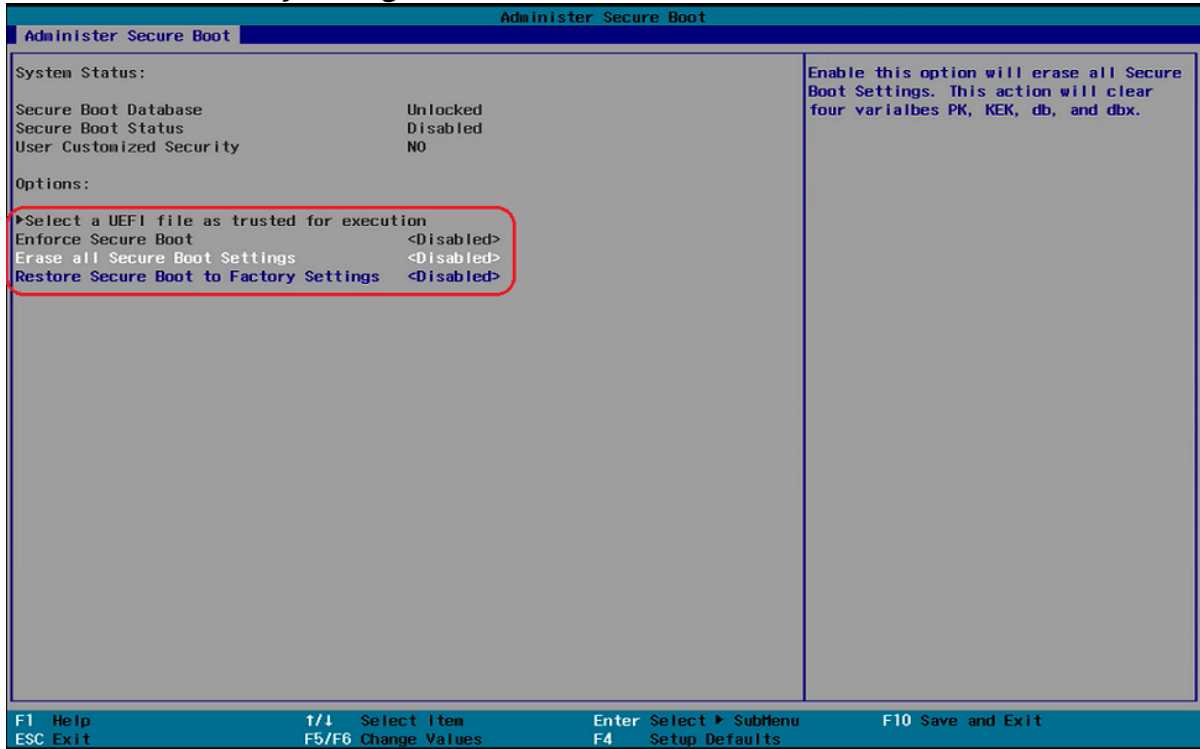 Administer Secure Boot
Administer Secure Boot
System Status:
Secure Boot Database Unlocked
Secure Boot Status Disabled
User Customized Security NO
Options:
▶Select a UEFI file as trusted for execution
Enforce Secure Boot <Disabled>
Erase all Secure Boot Settings <Disabled>
Restore Secure Boot to Factory Settings <Disabled>
Enable this option will erase all Secure
Boot Settings. This action will clear
four varialbes PK, KEK, db, and dbx.
F1 Help ↑/↓ Select Item Enter Select ▶ SubMenu F10 Save and Exit
ESC Exit F5/F6 Change Values F4 Setup Defaults